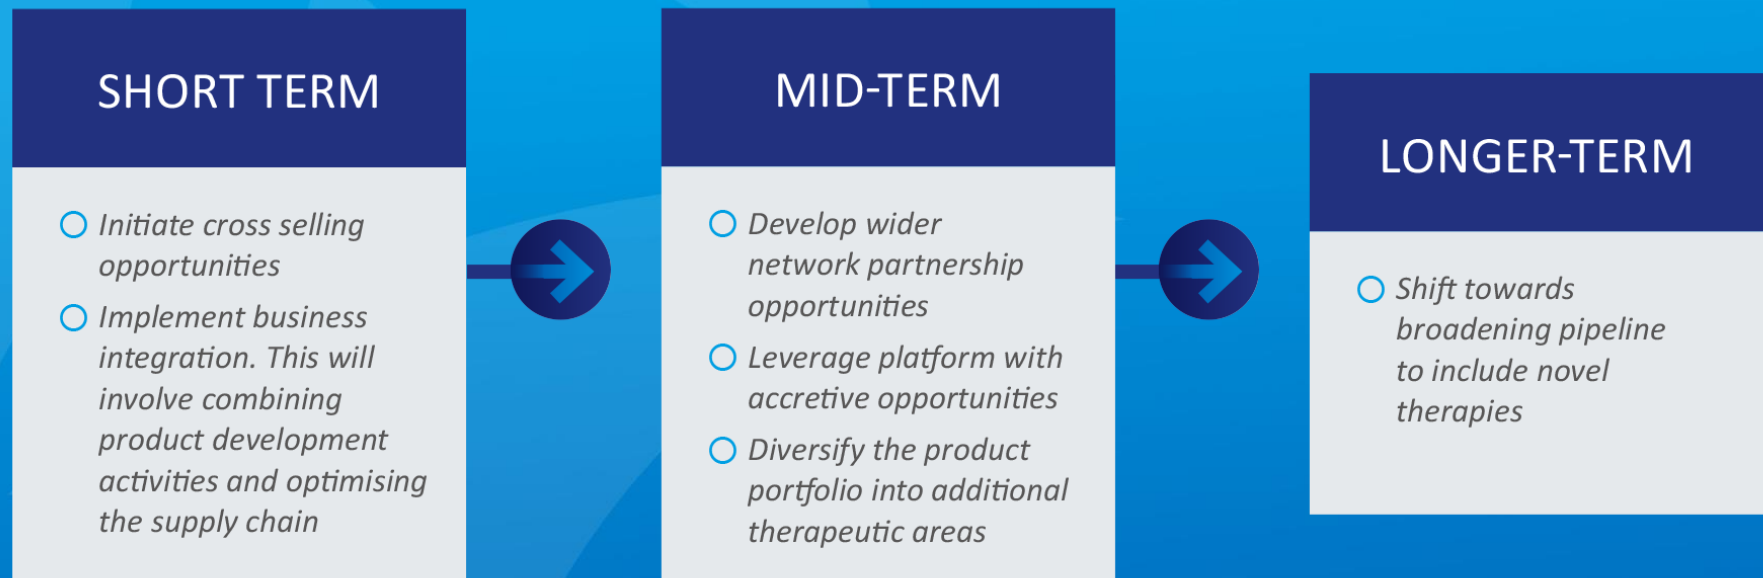 SHORT TERM
Initiate cross selling
opportunities
Implement business
integration. This will
involve combining
product development
activities and optimising
the supply chain
MID-TERM
Develop wider
network partnership
opportunities
Leverage platform with
accretive opportunities
Diversify the product
portfolio into additional
therapeutic areas
LONGER-TERM
Shift towards
broadening pipeline
to include novel
therapies